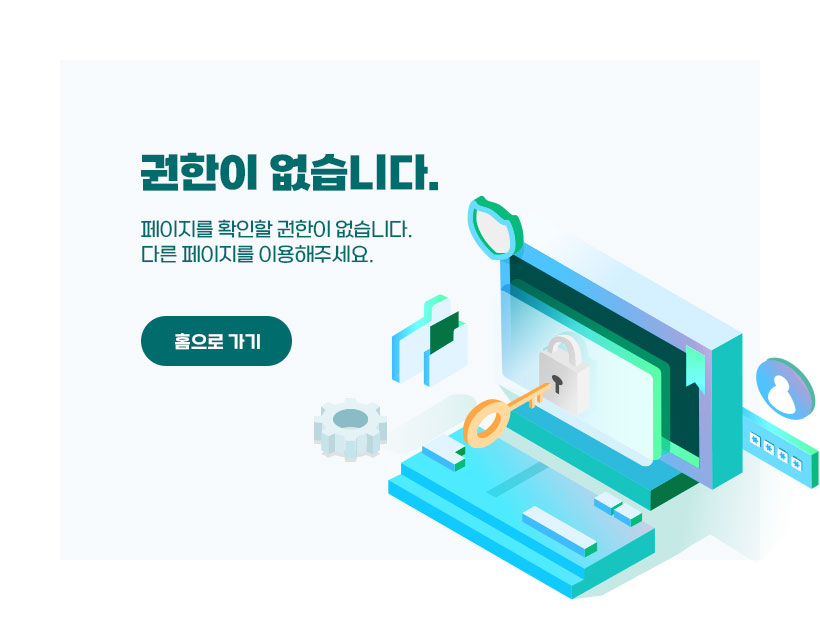 권한이 없습니다.
페이지를 확인할 권한이 없습니다.
다른 페이지를 이용해주세요.
홈으로 가기